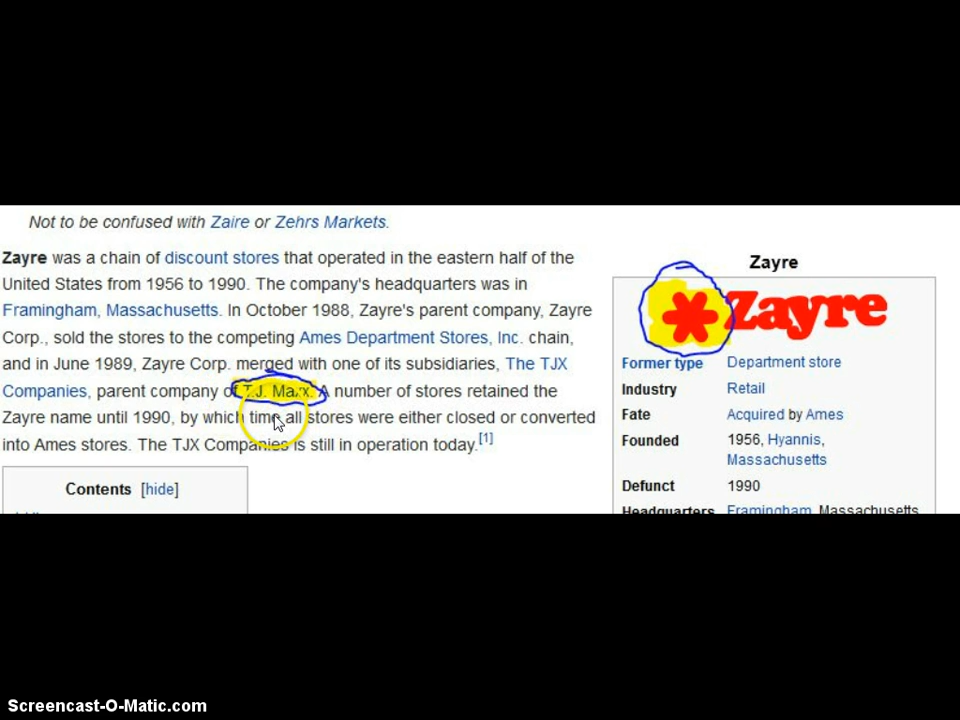 Not to be confused with Zaire or Zehrs Markets.
Zayre was a chain of discount stores that operated in the eastern half of the
United States from 1956 to 1990. The company's headquarters was in
Framingham, Massachusetts. In October 1988, Zayre's parent company, Zayre
Corp., sold the stores to the competing Ames Department Stores, Inc. chain,
and in June 1989, Zayre Corp. merged with one of its subsidiaries, The TJX
Companies, parent company of T.J. Maxx. A number of stores retained the
Zayre name until 1990, by which time all stores were either closed or converted
into Ames stores. The TJX Companies is still in operation today.[1]
Contents [hide]
Zayre
Zayre
Former type Department store
Industry Retail
Fate Acquired by Ames
Founded 1956, Hyannis,
Massachusetts
Defunct 1990
Headquarters Framingham, Massachusetts
Screencast-O-Matic.com